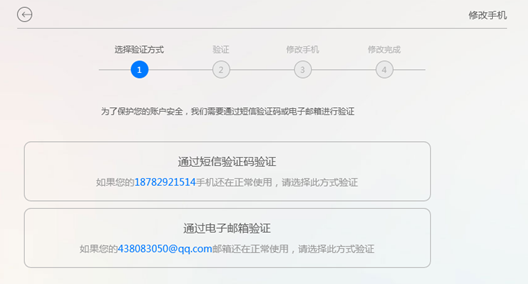 修改手机
选择验证方式 验证 修改手机 修改完成
1 2 3 4
为了保护您的账户安全，我们需要通过短信验证码或电子邮箱进行验证
通过短信验证码验证
如果您的18782921514手机还在正常使用，请选择此方式验证
通过电子邮箱验证
如果您的438083050@qq.com邮箱还在正常使用，请选择此方式验证